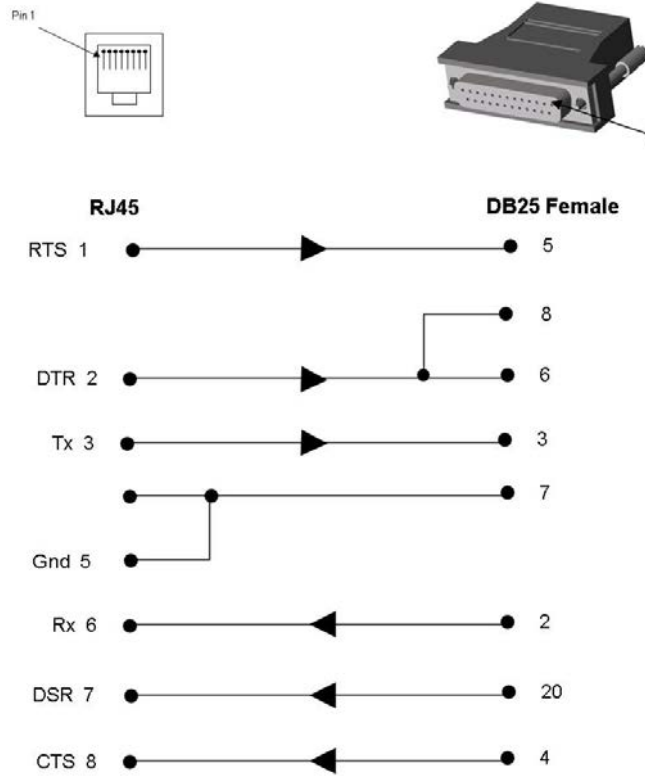 Pin 1
RJ45 DB25 Female
RTS 1 5
8
DTR 2 6
Tx 3 3
7
Gnd 5
Rx 6 2
DSR 7 20
CTS 8 4